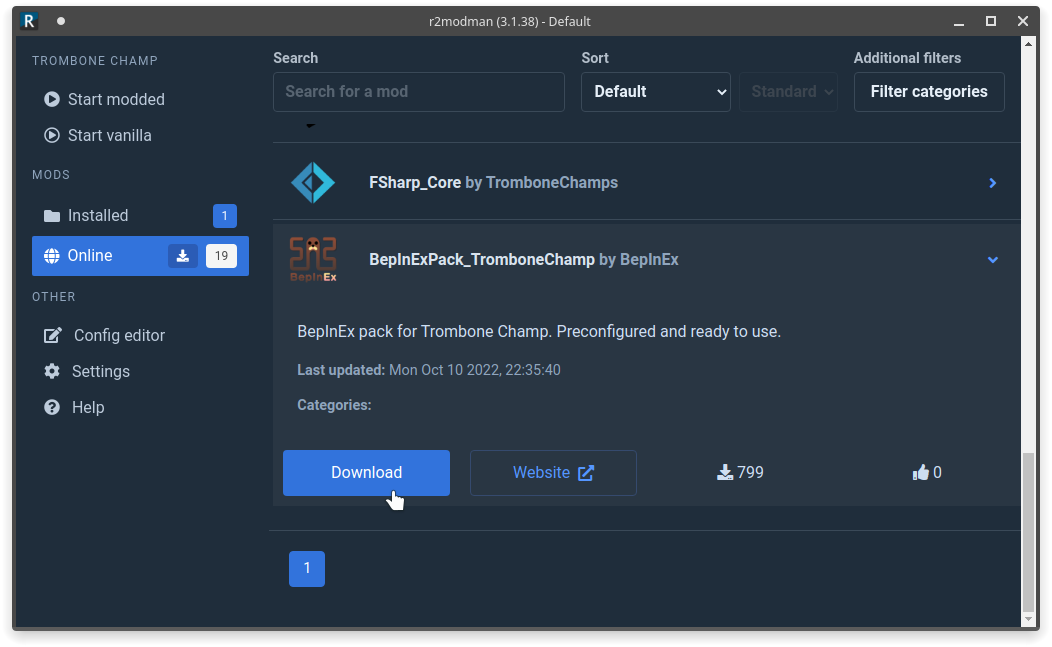 R
r2modman (3.1.38) - Default
TROMBONE CHAMP
Start modded
Start vanilla
MODS
Installed 1
Online 19
OTHER
Config editor
Settings
Help
Search
Search for a mod
Sort
Default
Standard
Additional filters
Filter categories
FSharp_Core by TromboneChamps
BepInEx
BepInExPack_TromboneChamp by BepInEx
BepInEx pack for Trombone Champ. Preconfigured and ready to use.
Last updated: Mon Oct 10 2022, 22:35:40
Categories:
Download
Website
799
0
1